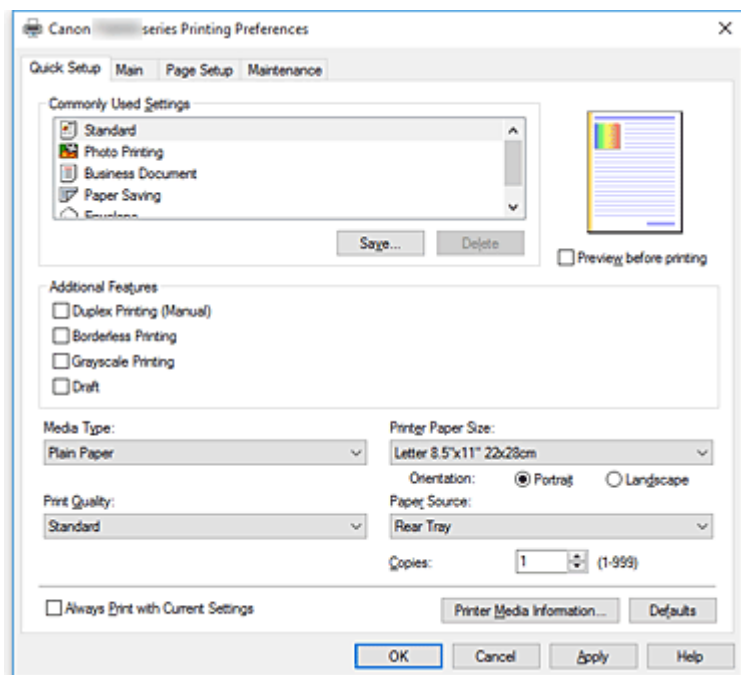 Canon series Printing Preferences
Quick Setup Main Page Setup Maintenance
Commonly Used Settings
Standard
Photo Printing
Business Document
Paper Saving
Envelope
Save... Delete
Preview before printing
Additional Features
Duplex Printing (Manual)
Borderless Printing
Grayscale Printing
Draft
Media Type: Printer Paper Size:
Plain Paper Letter 8.5"x11" 22x28cm
Orientation: Portrait Landscape
Print Quality: Paper Source:
Standard Rear Tray
Copies: 1 (1-999)
Always Print with Current Settings Printer Media Information... Defaults
OK Cancel Apply Help